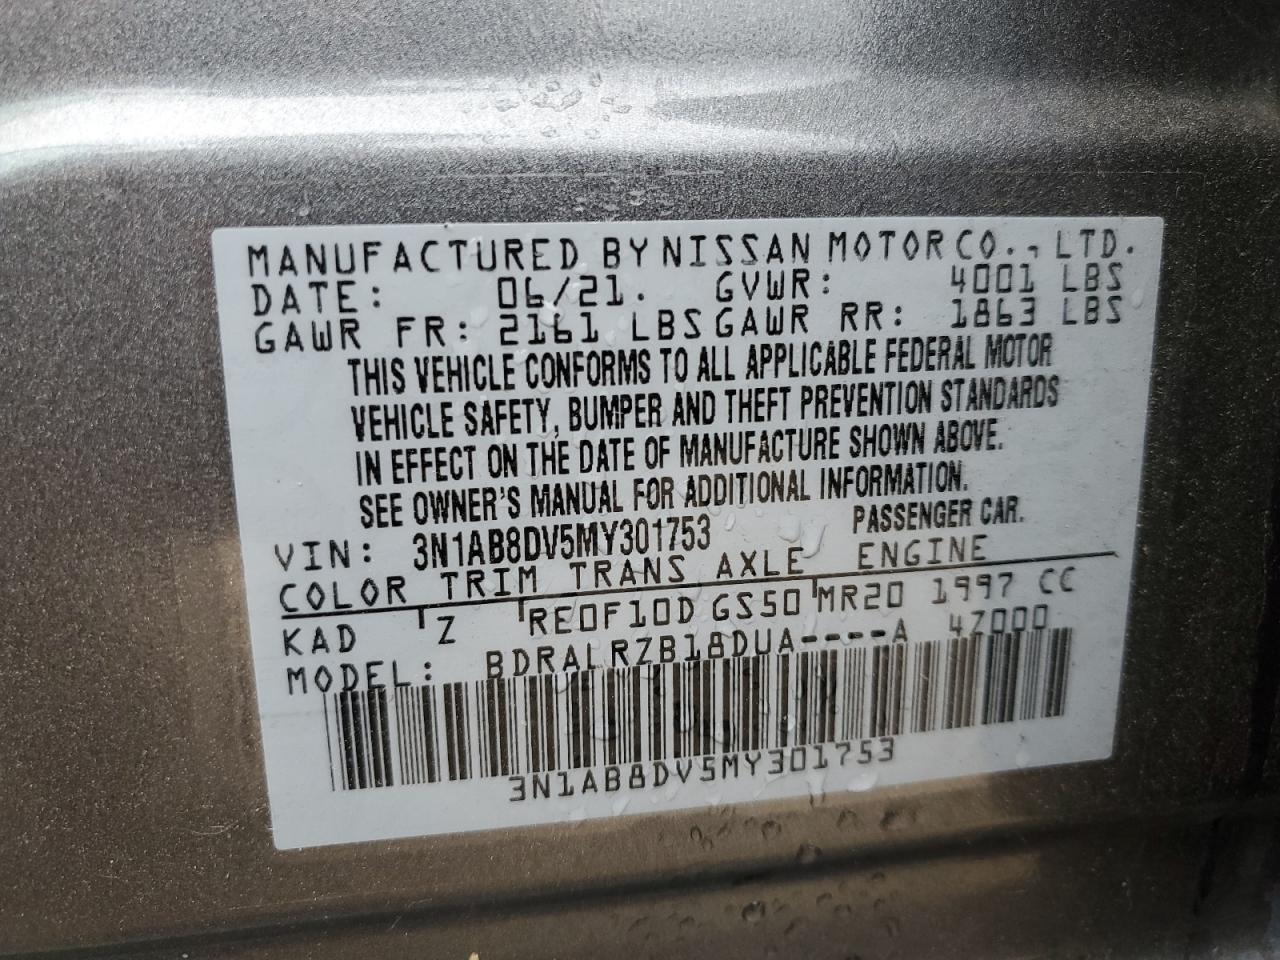 MANUFACTURED BY NISSAN MOTOR CO., LTD.
DATE: 06/21. GVWR: 4001 LBS
GAWR FR: 2161 LBS GAWR RR: 1863 LBS
THIS VEHICLE CONFORMS TO ALL APPLICABLE FEDERAL MOTOR
VEHICLE SAFETY, BUMPER AND THEFT PREVENTION STANDARDS
IN EFFECT ON THE DATE OF MANUFACTURE SHOWN ABOVE.
SEE OWNER'S MANUAL FOR ADDITIONAL INFORMATION.
VIN: 3N1AB8DV5MY301753 PASSENGER CAR.
COLOR TRIM TRANS AXLE ENGINE
KAD Z RE0F10D GS50 MR20 1997 CC
MODEL: BDRALRZB18DUA----A 47000
3N1AB8DV5MY301753